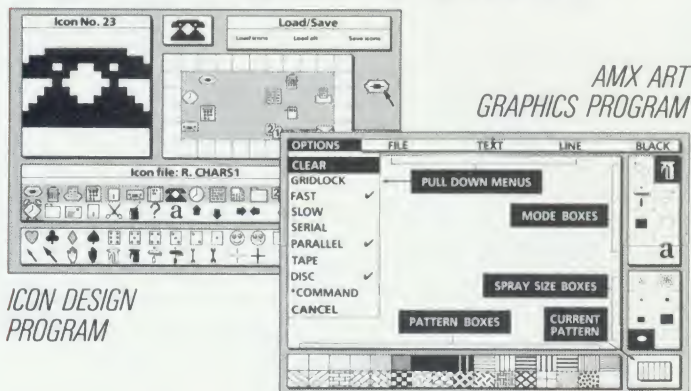 Icon No. 23
Load/Save
Load icons Load alt Save icons
Icon file: R. CHARS1
ICON DESIGN
PROGRAM
AMX ART
GRAPHICS PROGRAM
OPTIONS FILE TEXT LINE BLACK
CLEAR
GRIDLOCK
FAST ✓
SLOW
SERIAL
PARALLEL ✓
TAPE
DISC ✓
*COMMAND
CANCEL
PULL DOWN MENUS
MODE BOXES
SPRAY SIZE BOXES
PATTERN BOXES
CURRENT
PATTERN
a